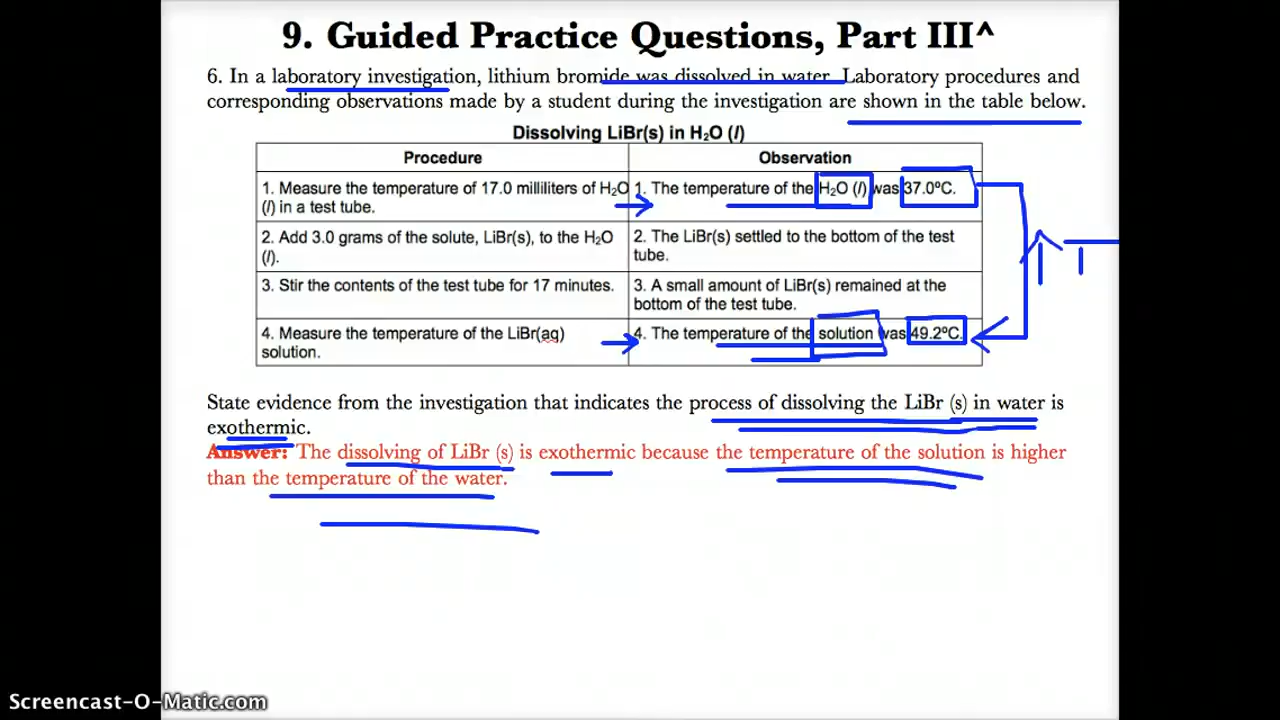 9. Guided Practice Questions, Part III^
6. In a laboratory investigation, lithium bromide was dissolved in water. Laboratory procedures and
corresponding observations made by a student during the investigation are shown in the table below.
Dissolving LiBr(s) in H₂O (l)
Procedure
Observation
1. Measure the temperature of 17.0 milliliters of H₂O
(l) in a test tube.
1. The temperature of the H₂O (l) was 37.0ºC.
2. Add 3.0 grams of the solute, LiBr(s), to the H₂O
(l).
2. The LiBr(s) settled to the bottom of the test
tube.
3. Stir the contents of the test tube for 17 minutes.
3. A small amount of LiBr(s) remained at the
bottom of the test tube.
4. Measure the temperature of the LiBr(aq)
solution.
4. The temperature of the solution was 49.2ºC.
T
State evidence from the investigation that indicates the process of dissolving the LiBr (s) in water is
exothermic.
Answer: The dissolving of LiBr (s) is exothermic because the temperature of the solution is higher
than the temperature of the water.
Screencast-O-Matic.com